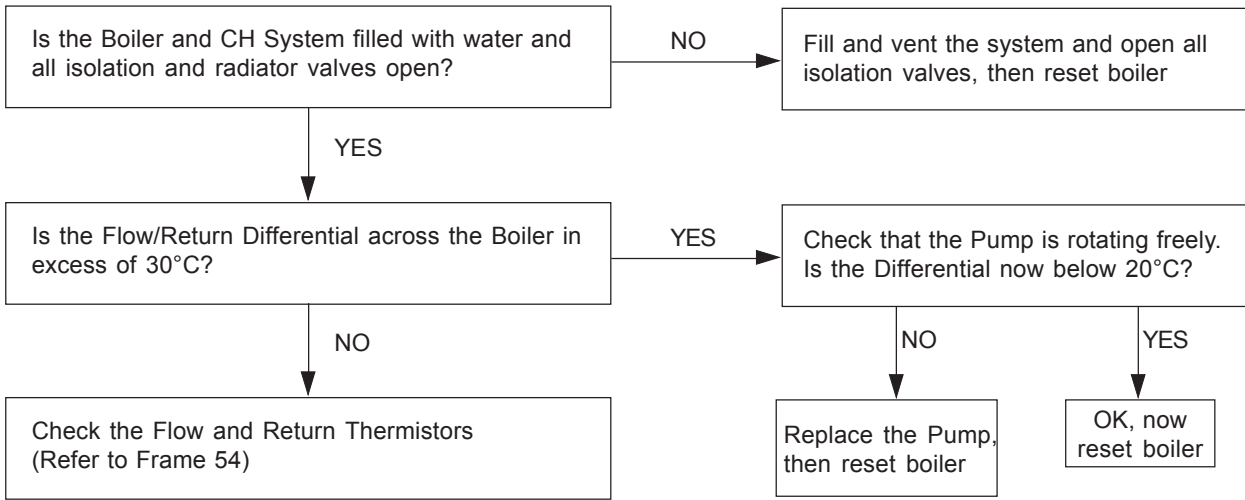 Is the Boiler and CH System filled with water and
all isolation and radiator valves open?
NO
Fill and vent the system and open all
isolation valves, then reset boiler
YES
Is the Flow/Return Differential across the Boiler in
excess of 30°C?
YES
Check that the Pump is rotating freely.
Is the Differential now below 20°C?
NO
NO
YES
Check the Flow and Return Thermistors
(Refer to Frame 54)
Replace the Pump,
then reset boiler
OK, now
reset boiler